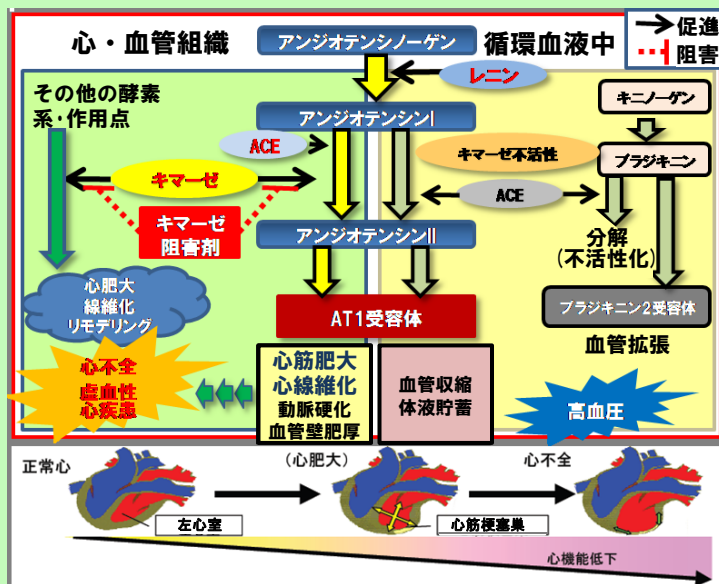 心・血管組織
アンジオテンシノーゲン
循環血液中
促進
阻害
その他の酵素
系・作用点
レニン
キニノーゲン
アンジオテンシンⅠ
ACE
キマーゼ不活性
ブラジキニン
キマーゼ
ACE
キマーゼ
阻害剤
アンジオテンシンⅡ
分解
(不活性化)
心肥大
線維化
リモデリング
AT1受容体
ブラジキニン2受容体
血管拡張
心不全
虚血性
心疾患
心筋肥大
心線維化
動脈硬化
血管壁肥厚
血管収縮
体液貯蓄
高血圧
正常心
(心肥大)
心不全
左心室
心筋梗塞巣
心機能低下